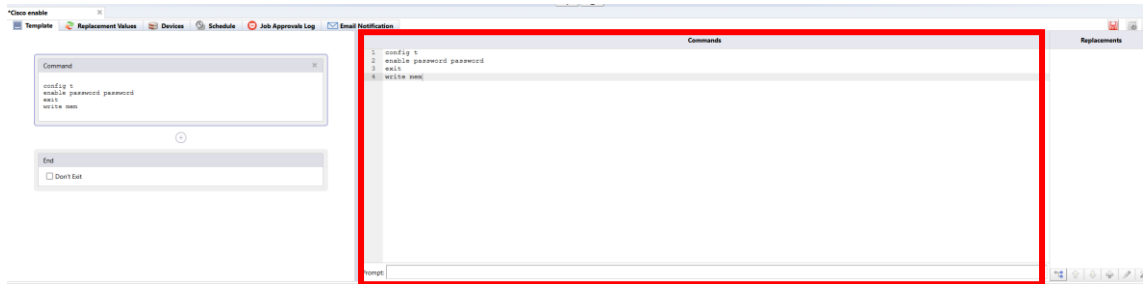 *Cisco enable
Template Replacement Values Devices Schedule Job Approvals Log Email Notification
Commands
Replacements
Command
config t
enable password password
exit
write mem
End
Don't Exit
1 config t
2 enable password password
3 exit
4 write mem
Prompt: